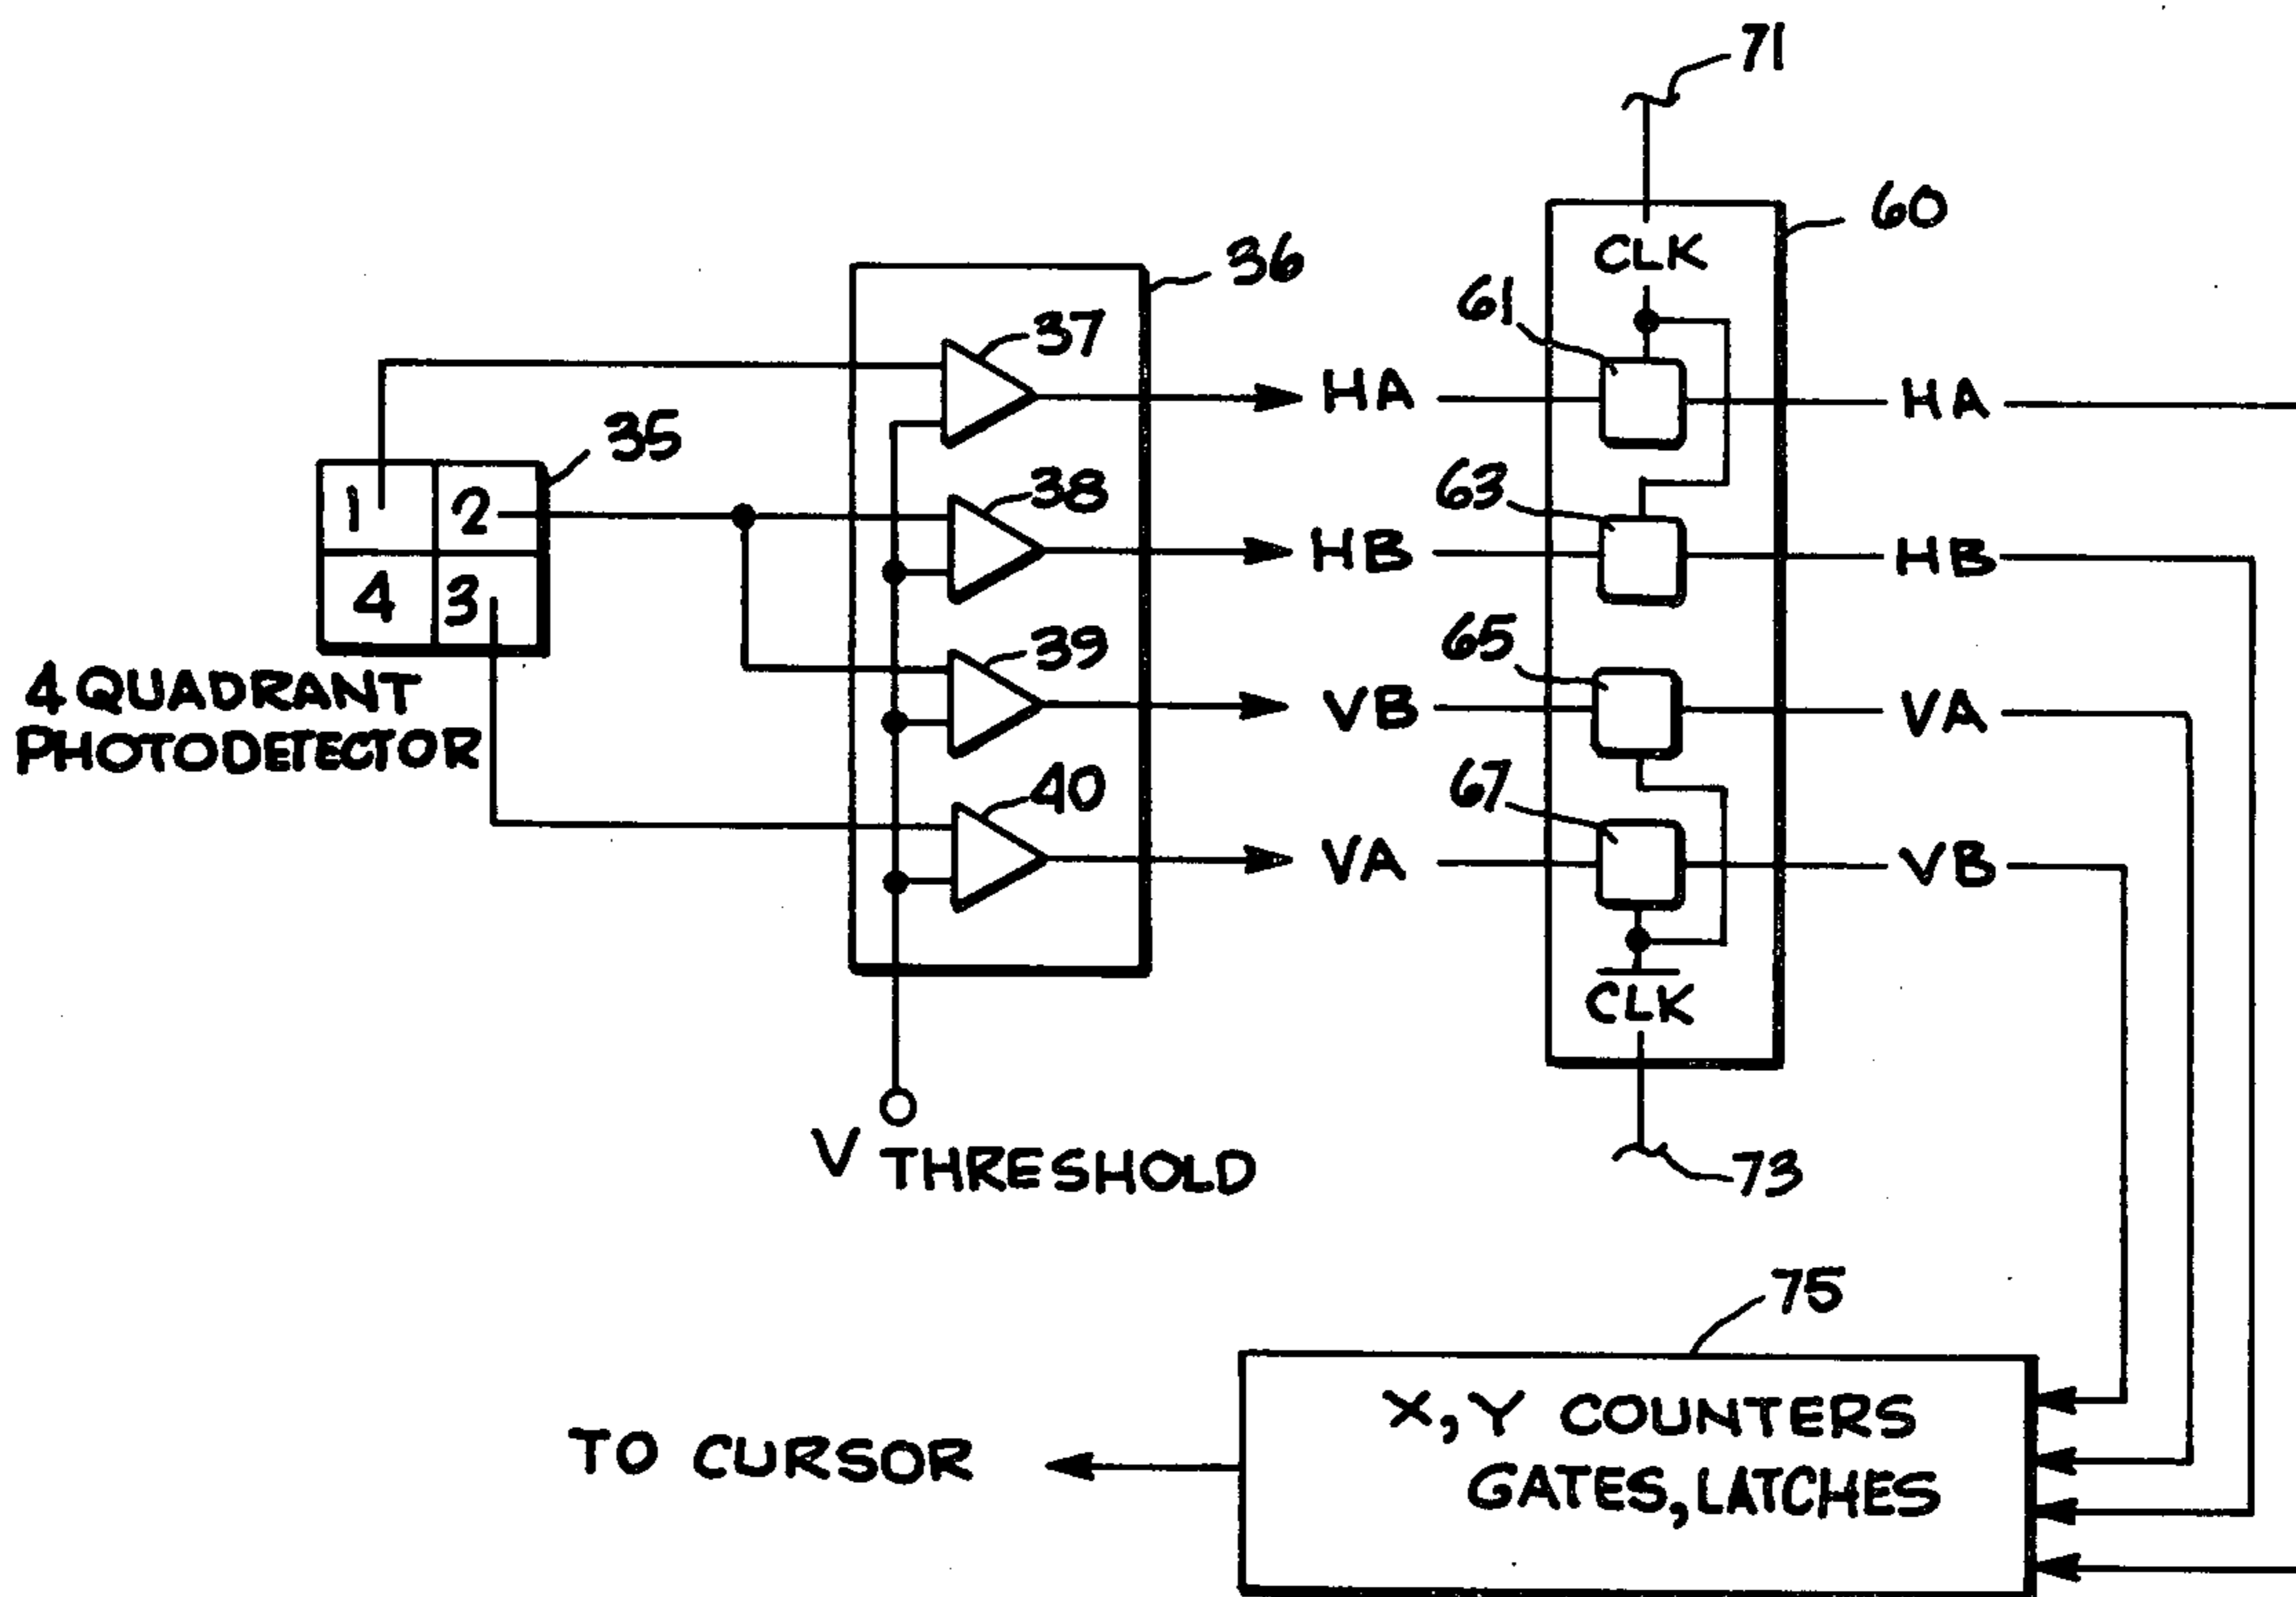 71
60
CLK
36
61
37
HA
HA
35
1
2
63
38
HB
HB
4
3
65
39
VB
VA
4 QUADRANT
PHOTODETECTOR
67
40
VA
VB
CLK
V THRESHOLD
73
75
X, Y COUNTERS
GATES, LATCHES
TO CURSOR